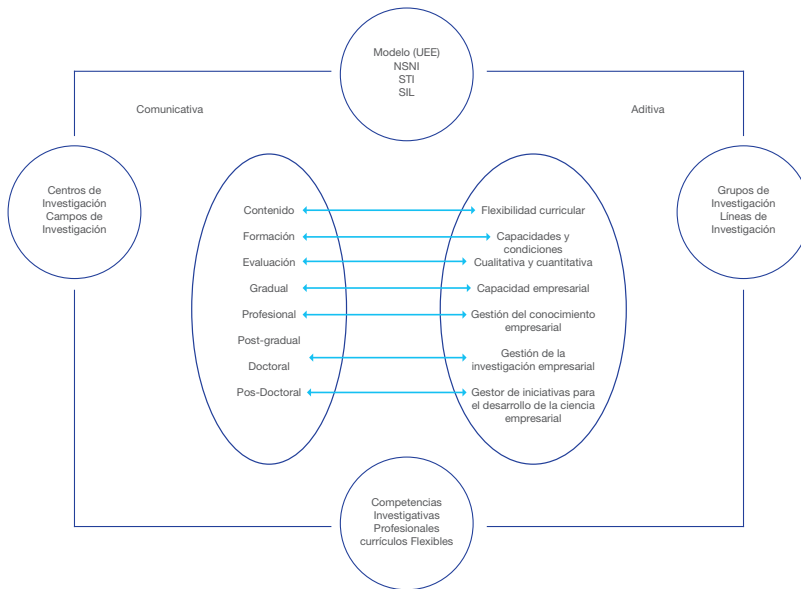 Modelo (UEE)
NSNI
STI
SIL
Comunicativa
Aditiva
Centros de
Investigación
Campos de
Investigación
Grupos de
Investigación
Líneas de
Investigación
Contenido
Flexibilidad curricular
Formación
Capacidades y
condiciones
Evaluación
Cualitativa y cuantitativa
Gradual
Capacidad empresarial
Profesional
Gestión del conocimiento
empresarial
Post-gradual
Doctoral
Gestión de la
investigación empresarial
Pos-Doctoral
Gestor de iniciativas para
el desarrollo de la ciencia
empresarial
Competencias
Investigativas
Profesionales
currículos Flexibles